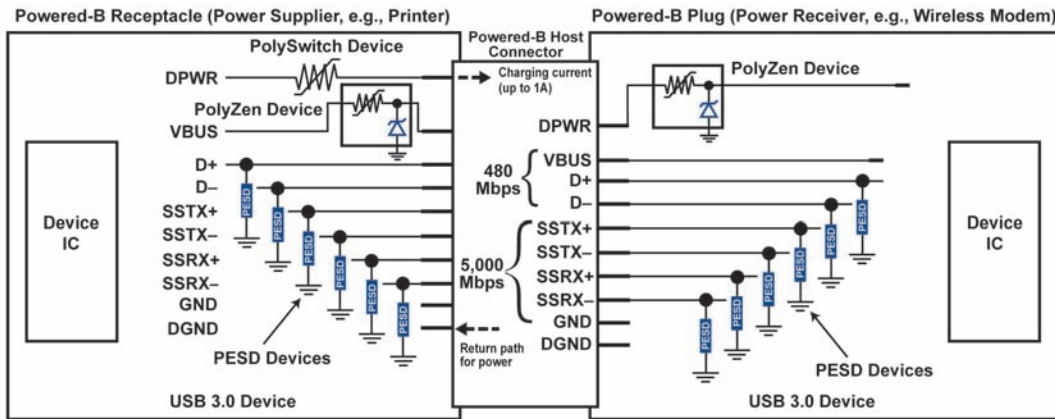 Powered-B Receptacle (Power Supplier, e.g., Printer)
Powered-B Plug (Power Receiver, e.g., Wireless Modem)
Powered-B Host
Connector
PolySwitch Device
DPWR
PolyZen Device
VBUS
D+
D–
SSTX+
SSTX–
SSRX+
SSRX–
GND
DGND
Device
IC
PESD
PESD
PESD
PESD
PESD
PESD
PESD Devices
USB 3.0 Device
Charging current
(up to 1A)
480
Mbps
5,000
Mbps
Return path
for power
PolyZen Device
DPWR
VBUS
D+
D–
SSTX+
SSTX–
SSRX+
SSRX–
GND
DGND
PESD
PESD
PESD
PESD
PESD
PESD
PESD Devices
Device
IC
USB 3.0 Device